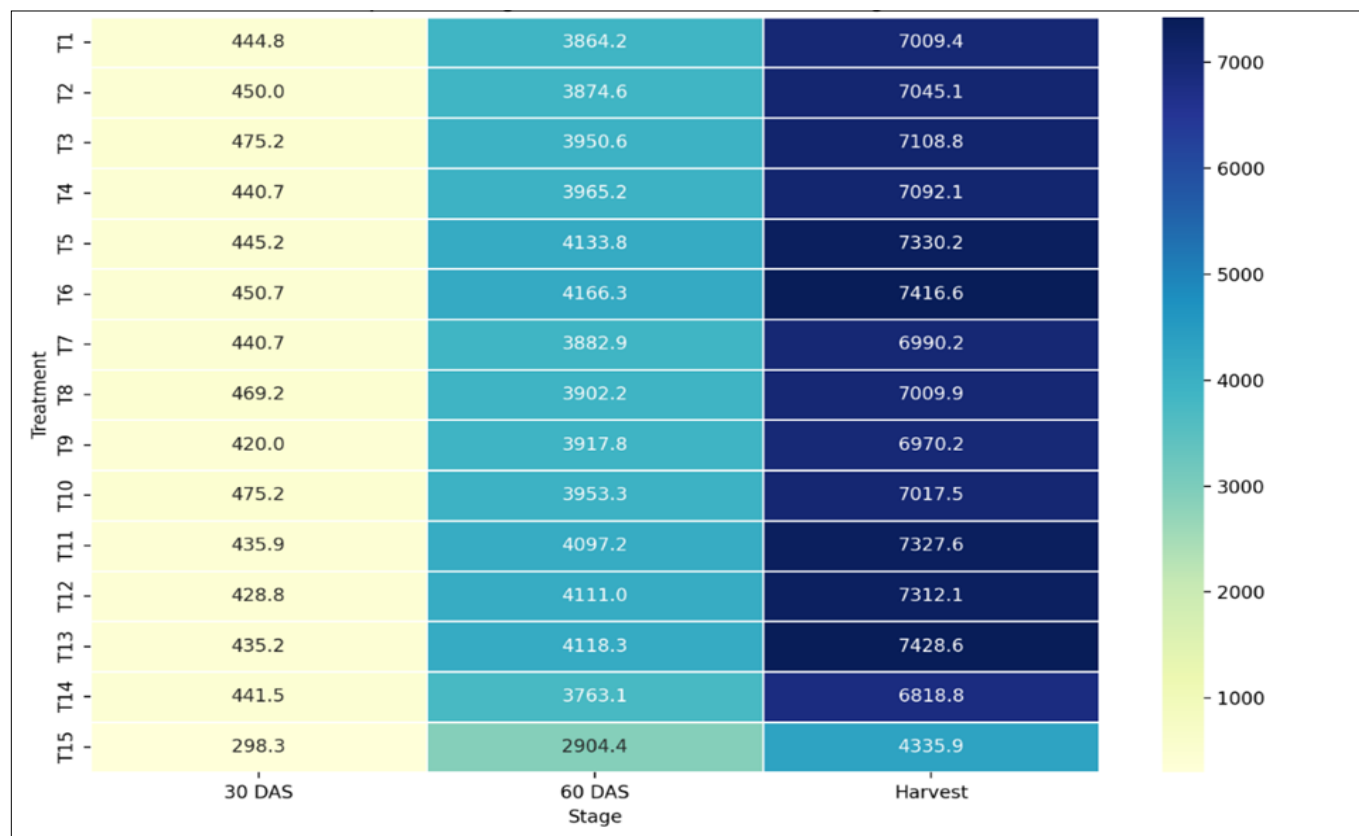 T1 444.8 3864.2 7009.4
T2 450.0 3874.6 7045.1
T3 475.2 3950.6 7108.8
T4 440.7 3965.2 7092.1
T5 445.2 4133.8 7330.2
T6 450.7 4166.3 7416.6
T7 440.7 3882.9 6990.2
T8 469.2 3902.2 7009.9
T9 420.0 3917.8 6970.2
T10 475.2 3953.3 7017.5
T11 435.9 4097.2 7327.6
T12 428.8 4111.0 7312.1
T13 435.2 4118.3 7428.6
T14 441.5 3763.1 6818.8
T15 298.3 2904.4 4335.9
Treatment
30 DAS 60 DAS Harvest
Stage
7000
6000
5000
4000
3000
2000
1000